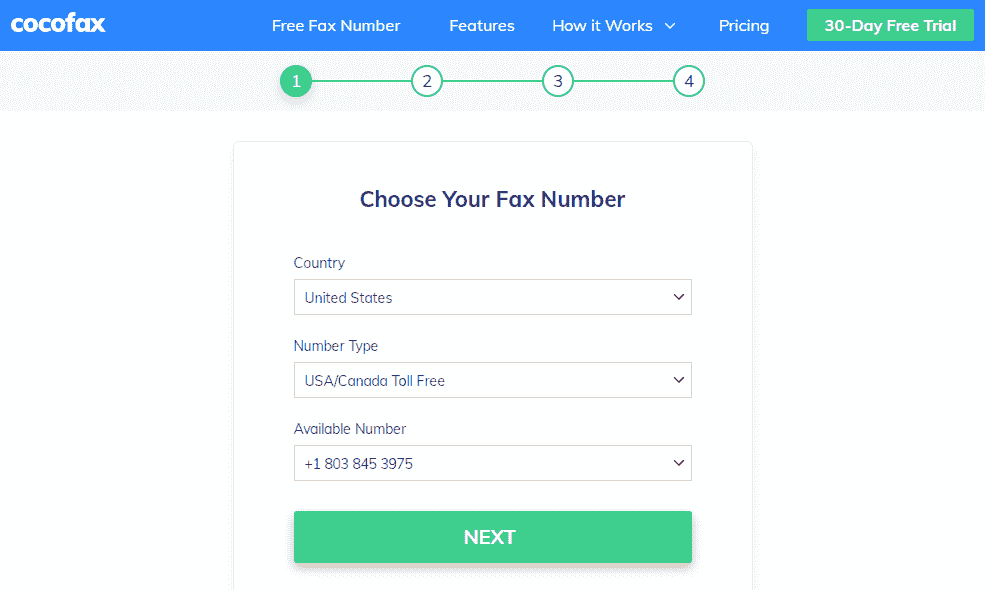 cocofax Free Fax Number Features How it Works Pricing 30-Day Free Trial
1 2 3 4
Choose Your Fax Number
Country
United States
Number Type
USA/Canada Toll Free
Available Number
+1 803 845 3975
NEXT